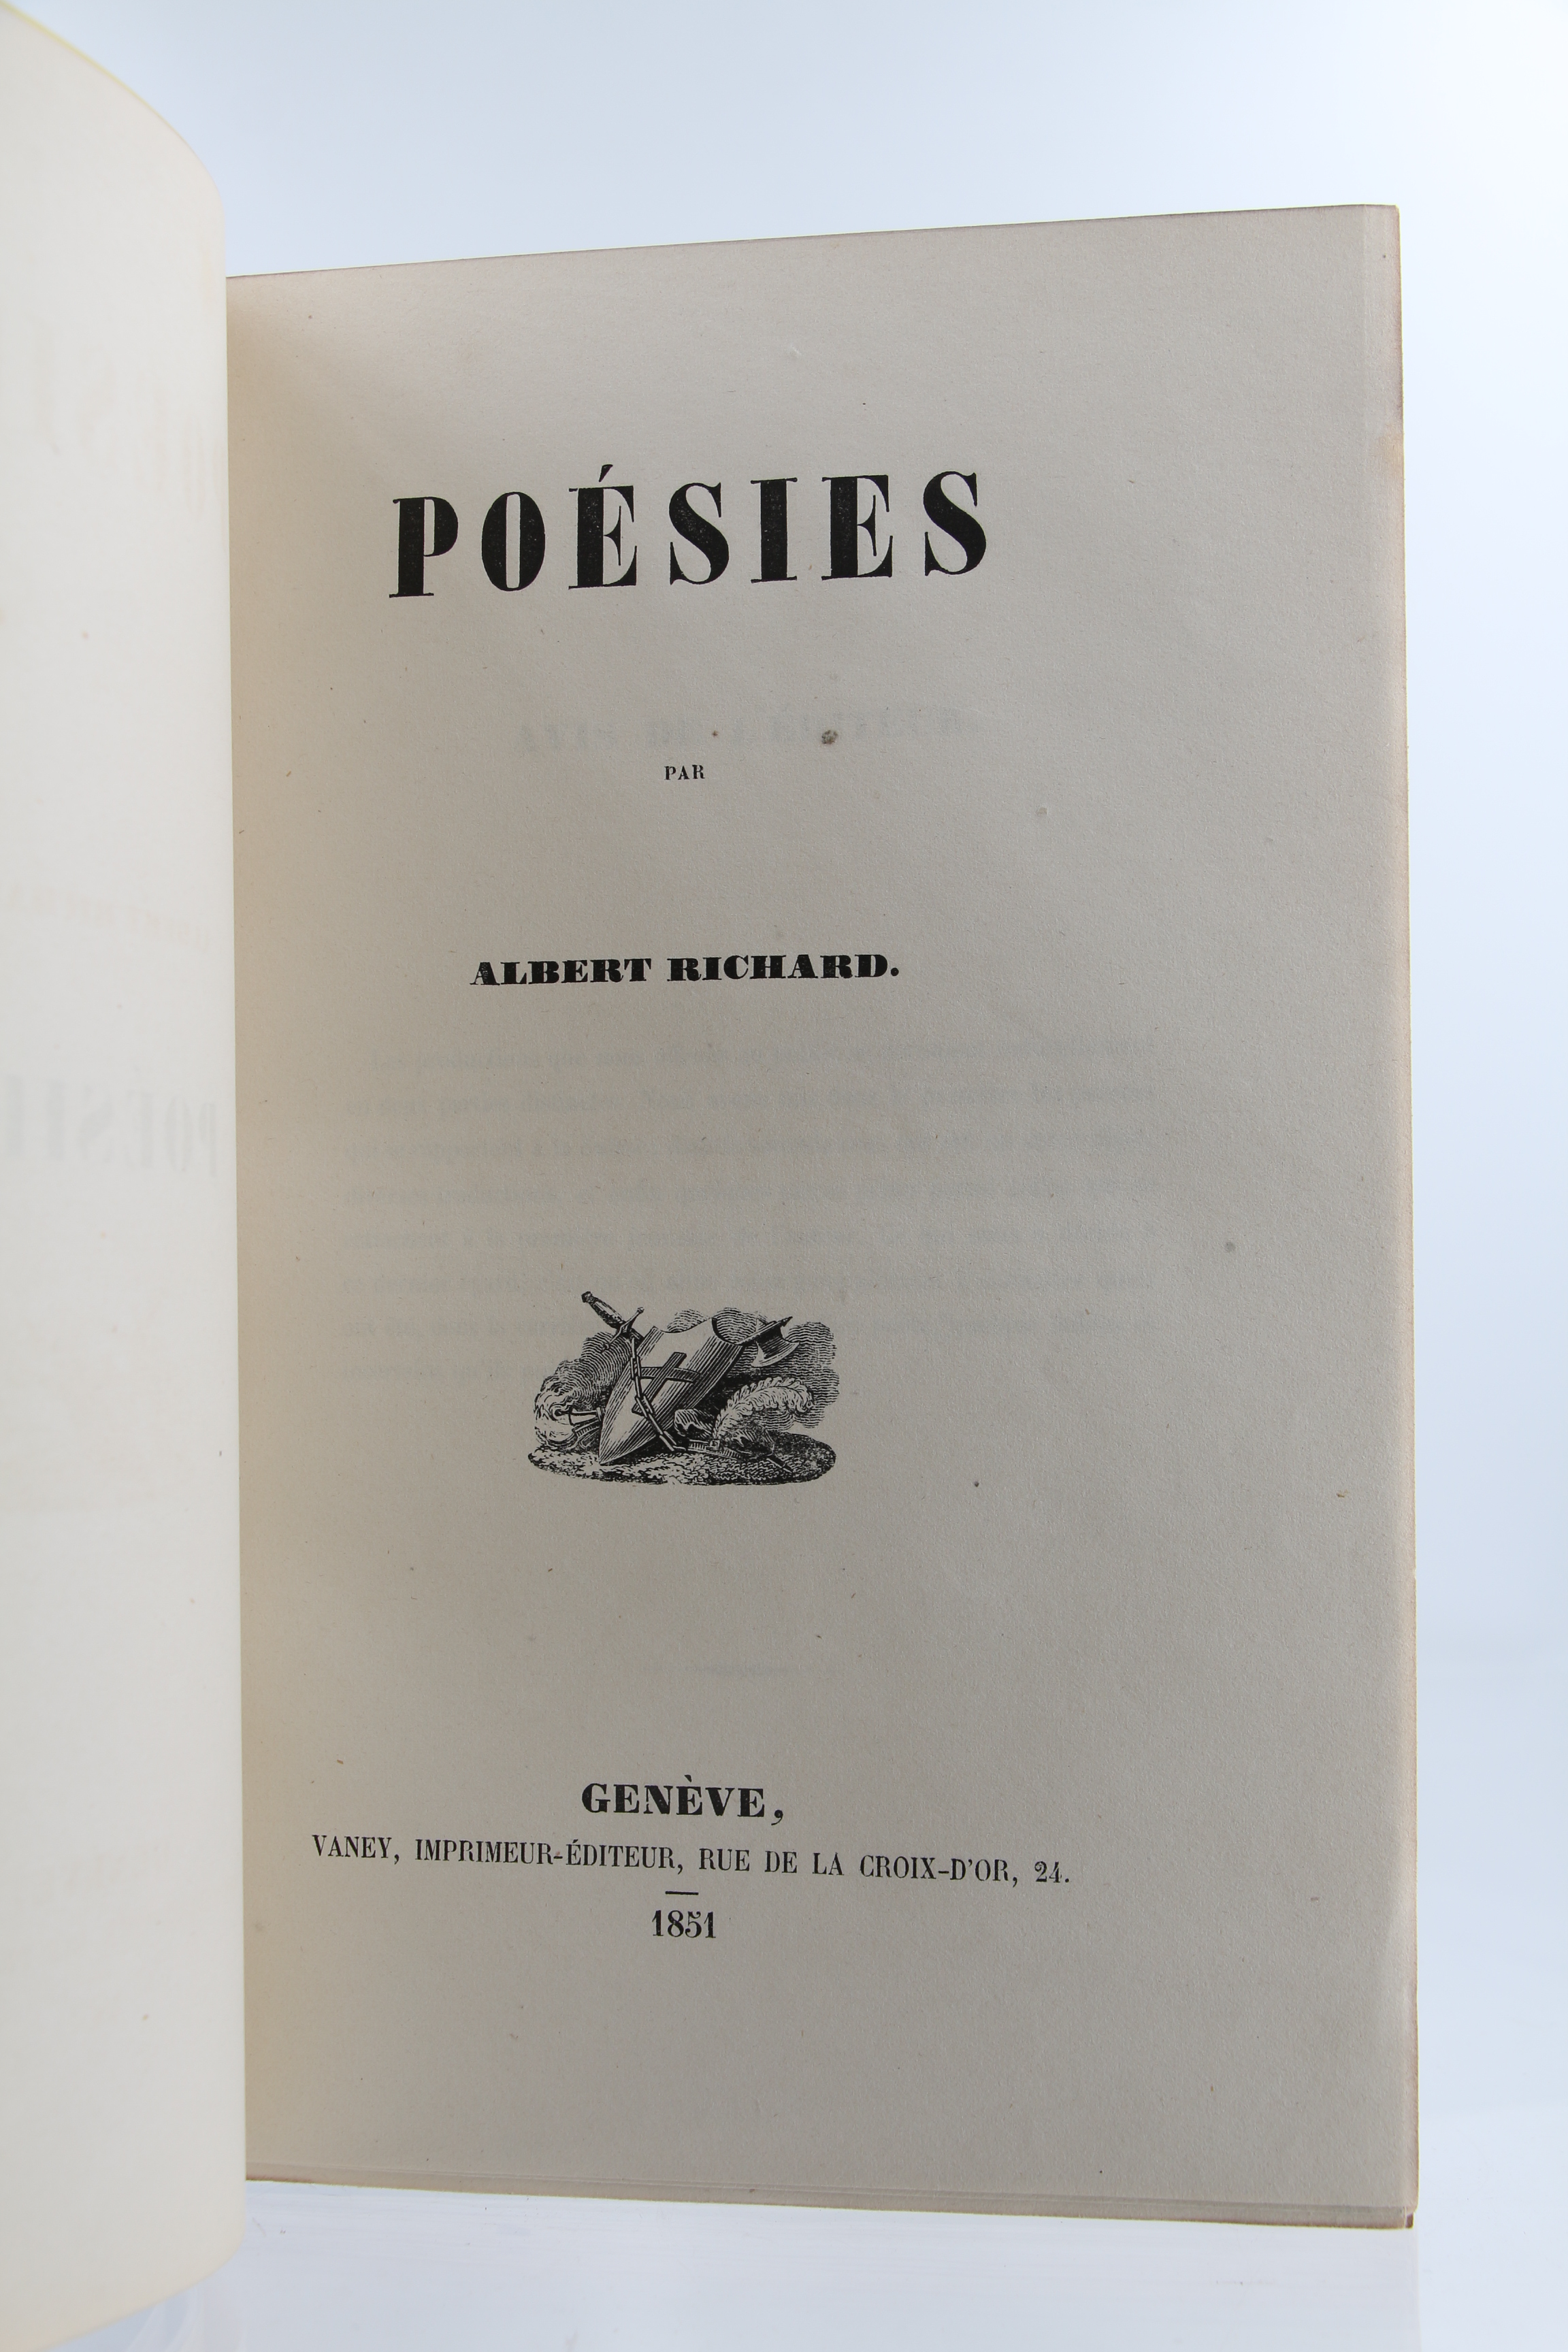 POÉSIES
PAR
ALBERT RICHARD.
GENÈVE,
VANEY, IMPRIMEUR-ÉDITEUR, RUE DE LA CROIX-D'OR, 24.
1851